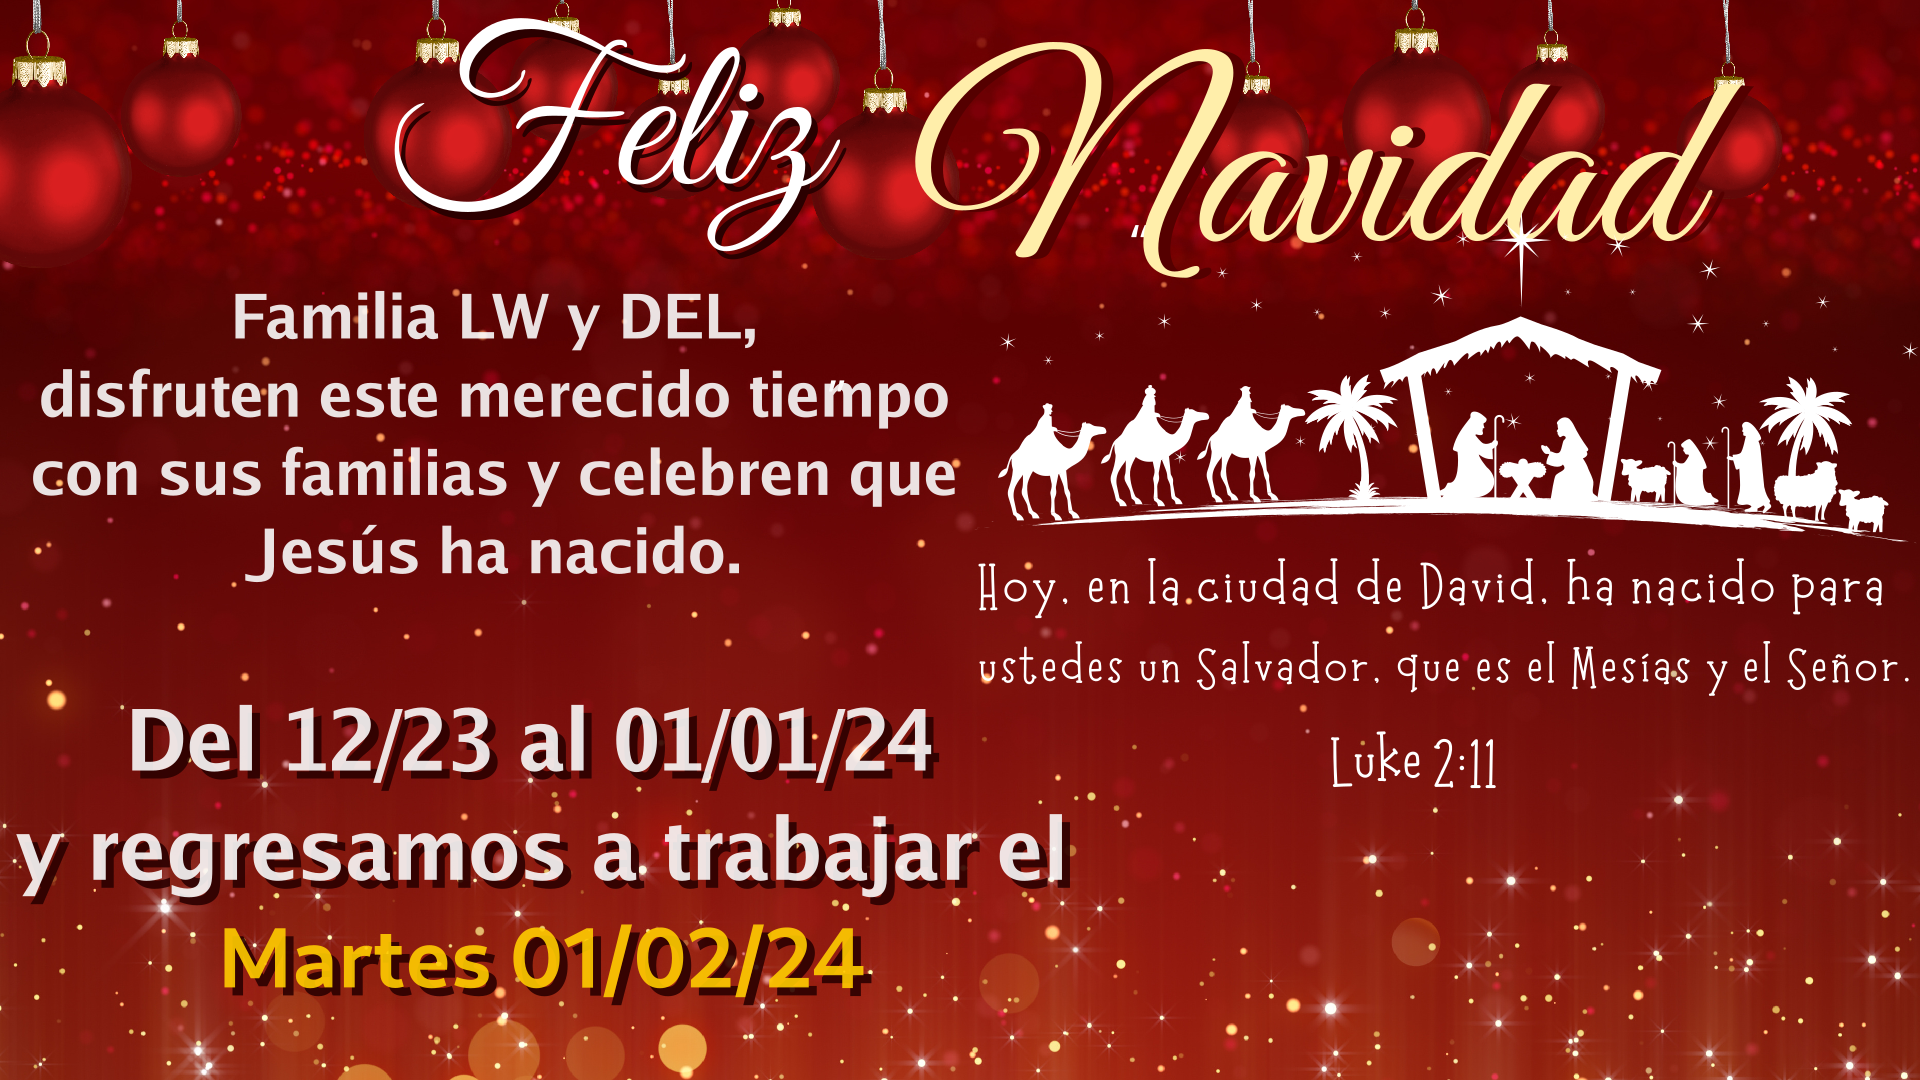 Feliz Navidad
Familia LW y DEL,
disfruten este merecido tiempo
con sus familias y celebren que
Jesús ha nacido.
Del 12/23 al 01/01/24
y regresamos a trabajar el
Martes 01/02/24
“
”
Hoy, en la ciudad de David, ha nacido para
ustedes un Salvador, que es el Mesías y el Señor.
Luke 2:11